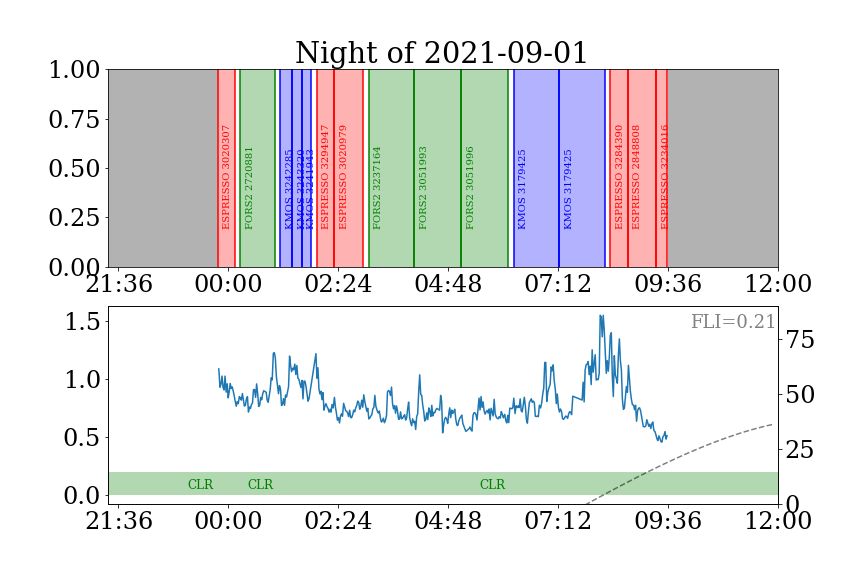 Night of 2021-09-01
1.00
0.75
0.50
0.25
0.00
ESPRESSO 3020307
FORS2 2720881
KMOS 3242285
KMOS 3243320
KMOS 3241943
ESPRESSO 3294947
ESPRESSO 3020979
FORS2 3237164
FORS2 3051993
FORS2 3051996
KMOS 3179425
KMOS 3179425
ESPRESSO 3284390
ESPRESSO 2848808
ESPRESSO 3234016
21:36 00:00 02:24 04:48 07:12 09:36 12:00
FLI=0.21
1.5
1.0
0.5
0.0
75
50
25
0
CLR CLR CLR
21:36 00:00 02:24 04:48 07:12 09:36 12:00